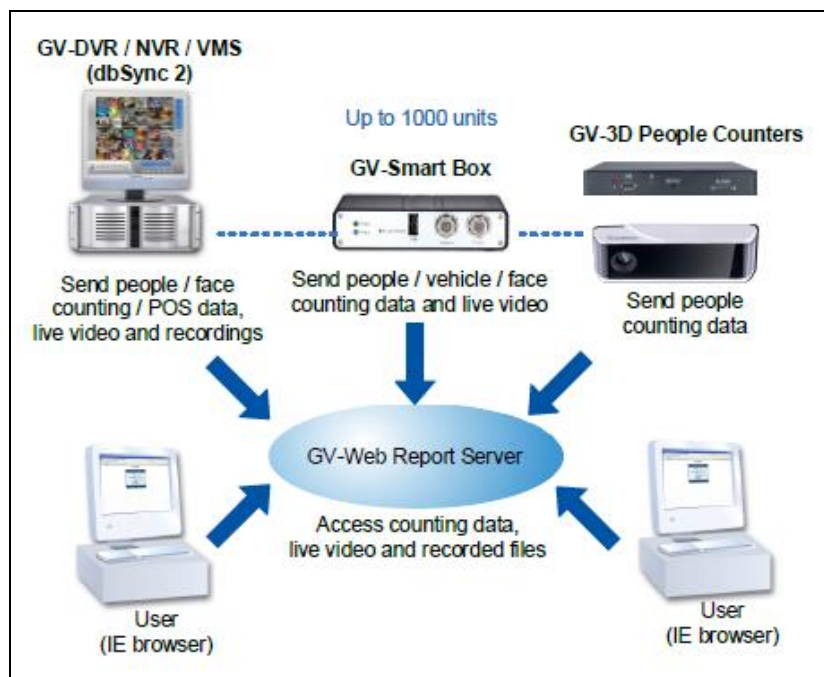 GV-DVR / NVR / VMS
(dbSync 2)
Up to 1000 units
GV-Smart Box
GV-3D People Counters
Send people / face
counting / POS data,
live video and recordings
Send people / vehicle / face
counting data and live video
Send people
counting data
GV-Web Report Server
Access counting data,
live video and recorded files
User
(IE browser)
User
(IE browser)